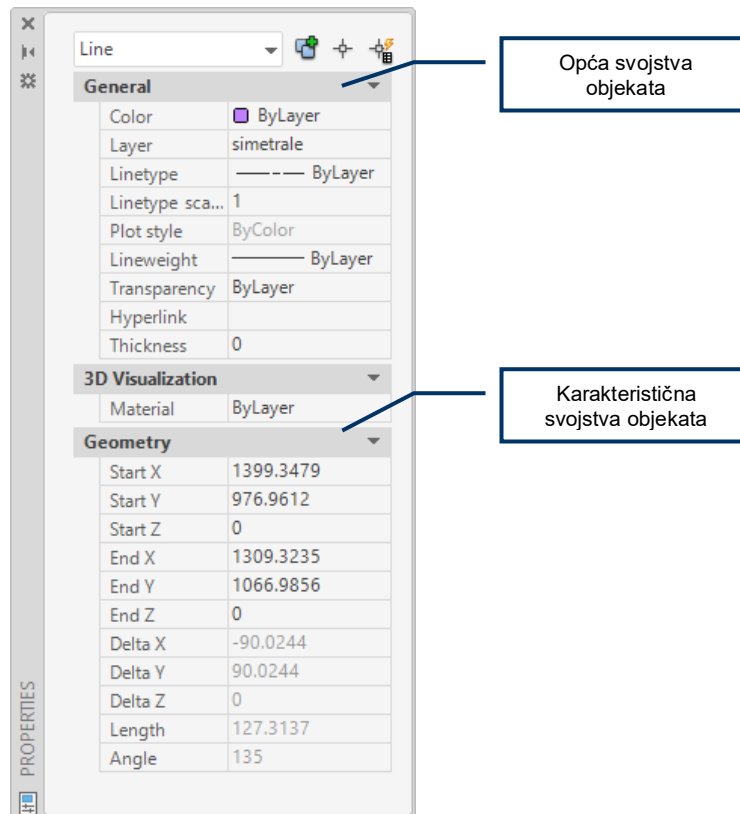 Line
General
Color ByLayer
Layer simetrale
Linetype ByLayer
Linetype sca... 1
Plot style ByColor
Lineweight ByLayer
Transparency ByLayer
Hyperlink
Thickness 0
3D Visualization
Material ByLayer
Geometry
Start X 1399.3479
Start Y 976.9612
Start Z 0
End X 1309.3235
End Y 1066.9856
End Z 0
Delta X -90.0244
Delta Y 90.0244
Delta Z 0
Length 127.3137
Angle 135
PROPERTIES
Opća svojstva
objekata
Karakteristična
svojstva objekata